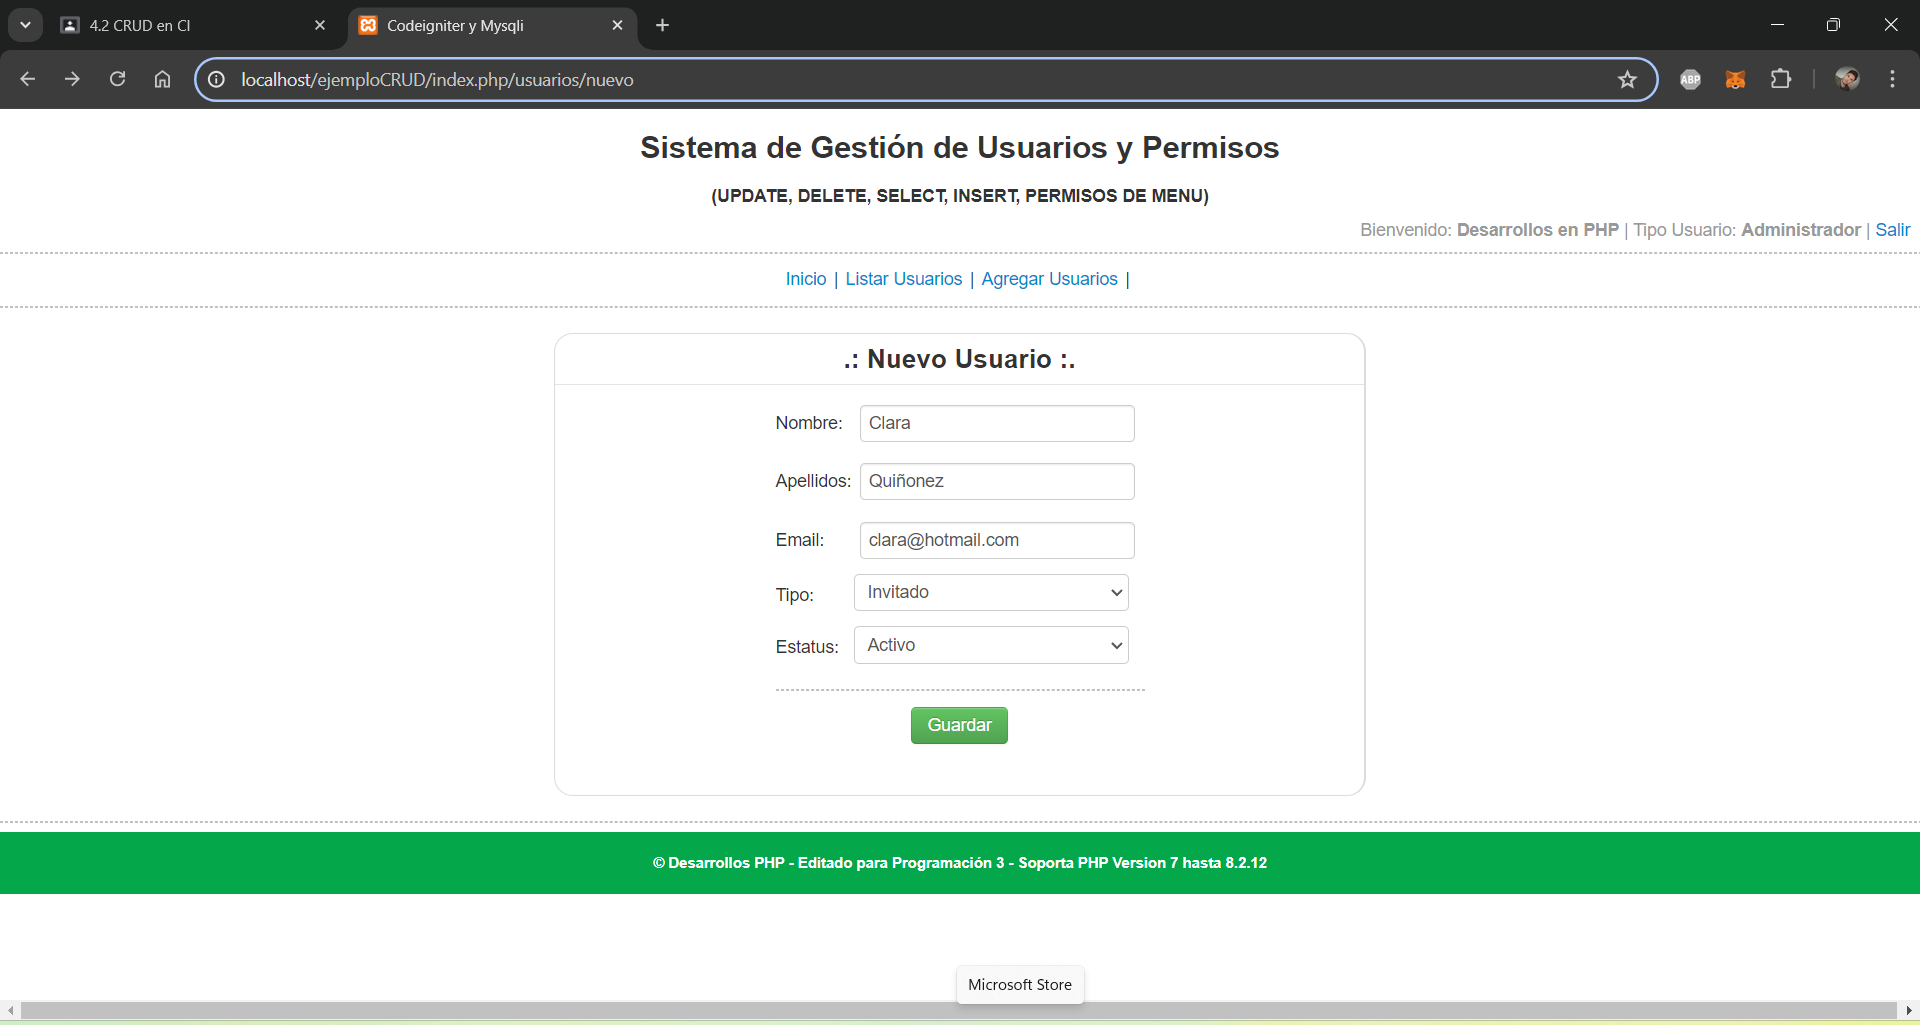 4.2 CRUD en CI
Codeigniter y Mysqli
localhost/ejemploCRUD/index.php/usuarios/nuevo
ABP
Sistema de Gestión de Usuarios y Permisos
(UPDATE, DELETE, SELECT, INSERT, PERMISOS DE MENU)
Bienvenido: Desarrollos en PHP | Tipo Usuario: Administrador | Salir
Inicio | Listar Usuarios | Agregar Usuarios |
.: Nuevo Usuario :.
Nombre: Clara
Apellidos: Quiñonez
Email: clara@hotmail.com
Tipo: Invitado
Estatus: Activo
Guardar
© Desarrollos PHP - Editado para Programación 3 - Soporta PHP Version 7 hasta 8.2.12
Microsoft Store